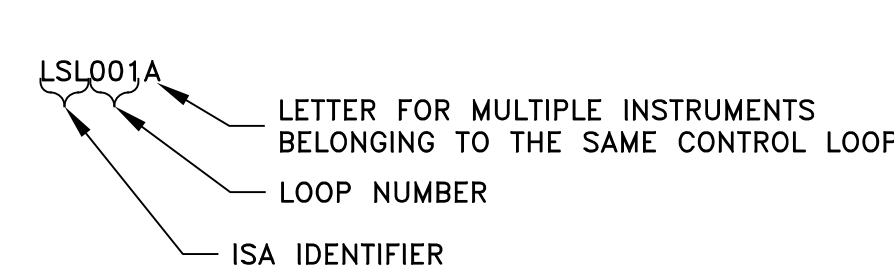 LSL001A
LETTER FOR MULTIPLE INSTRUMENTS
BELONGING TO THE SAME CONTROL LOOP
LOOP NUMBER
ISA IDENTIFIER